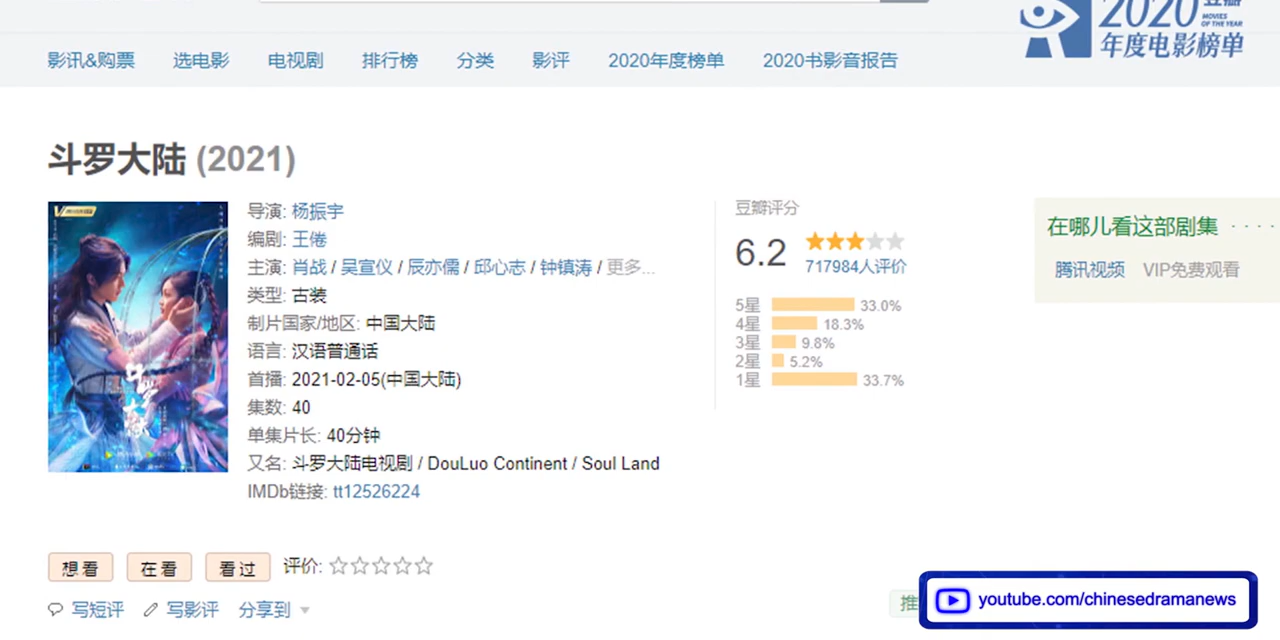 2020 MOVIES OF THE YEAR
年度电影榜单
影讯&购票 选电影 电视剧 排行榜 分类 影评 2020年度榜单 2020书影音报告
斗罗大陆 (2021)
导演: 杨振宇
编剧: 王倦
主演: 肖战 / 吴宣仪 / 辰亦儒 / 邱心志 / 钟镇涛 / 更多...
类型: 古装
制片国家/地区: 中国大陆
语言: 汉语普通话
首播: 2021-02-05(中国大陆)
集数: 40
单集片长: 40分钟
又名: 斗罗大陆电视剧 / DouLuo Continent / Soul Land
IMDb链接: tt12526224
豆瓣评分
6.2
717984人评价
5星 33.0%
4星 18.3%
3星 9.8%
2星 5.2%
1星 33.7%
在哪儿看这部剧集 · · · ·
腾讯视频 VIP免费观看
想看 在看 看过 评价:
写短评 写影评 分享到
推
youtube.com/chinesedramanews